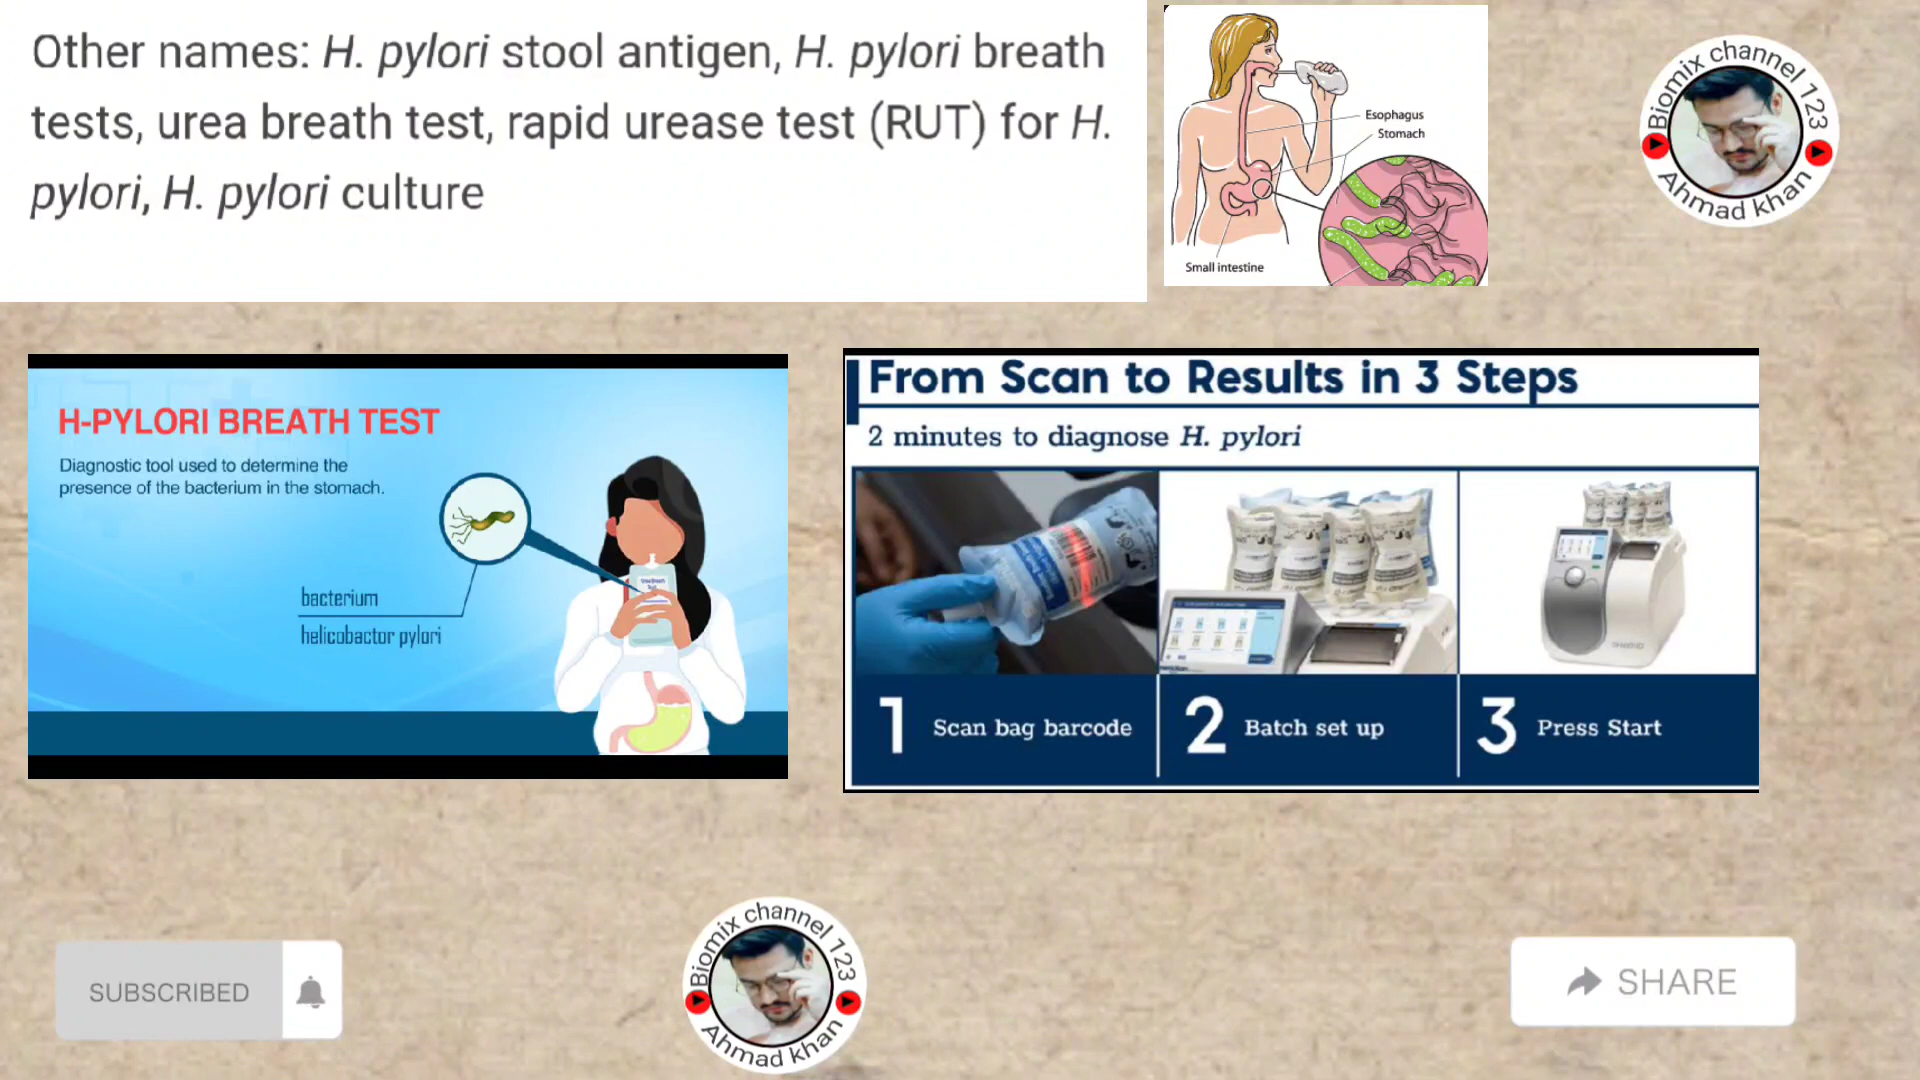 Other names: H. pylori stool antigen, H. pylori breath
tests, urea breath test, rapid urease test (RUT) for H.
pylori, H. pylori culture
Esophagus
Stomach
Small intestine
Biomix channel 123
Ahmad khan
H-PYLORI BREATH TEST
Diagnostic tool used to determine the
presence of the bacterium in the stomach.
bacterium
helicobactor pylori
From Scan to Results in 3 Steps
2 minutes to diagnose H. pylori
1 Scan bag barcode
2 Batch set up
3 Press Start
SUBSCRIBED
Biomix channel 123
Ahmad khan
SHARE